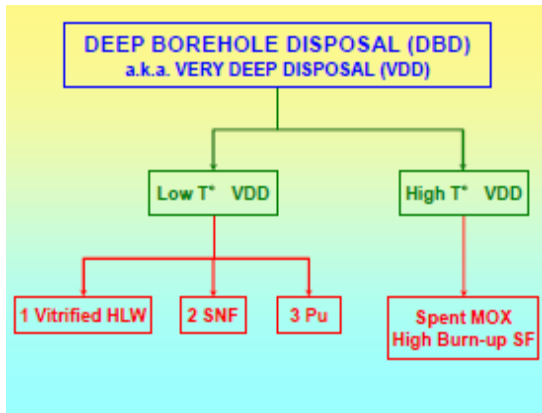 DEEP BOREHOLE DISPOSAL (DBD)
a.k.a. VERY DEEP DISPOSAL (VDD)
Low T° VDD
High T° VDD
1 Vitrified HLW
2 SNF
3 Pu
Spent MOX
High Burn-up SF